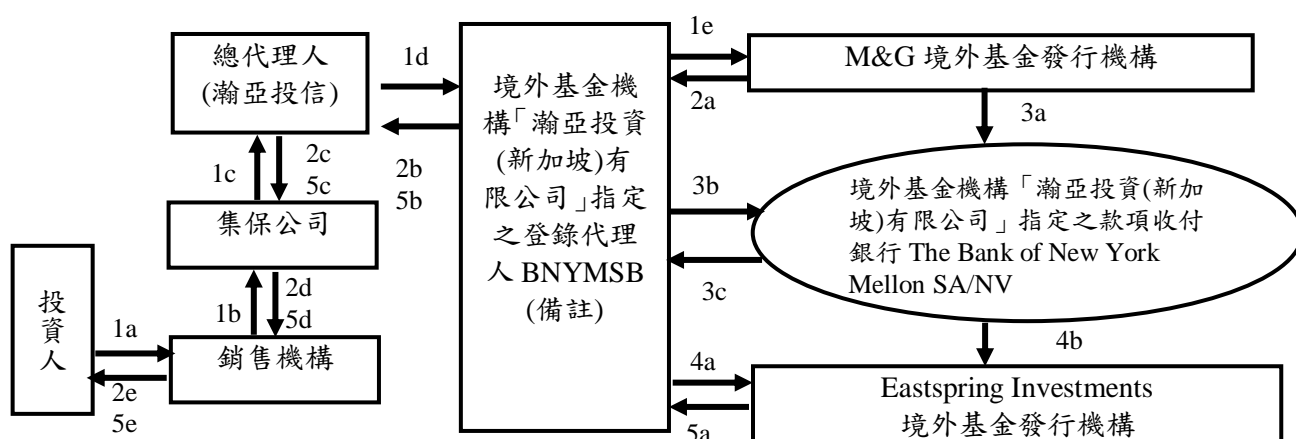 總代理人
(瀚亞投信)
1d
2b
5b
1c
2c
5c
集保公司
1b
2d
5d
投
資
人
1a
2e
5e
銷售機構
境外基金機
構「瀚亞投資
(新加坡)有
限公司」指定
之登錄代理
人 BNYMSB
(備註)
1e
2a
M&G 境外基金發行機構
3a
3b
3c
境外基金機構「瀚亞投資(新加
坡)有限公司」指定之款項收付
銀行 The Bank of New York
Mellon SA/NV
4b
4a
5a
Eastspring Investments
境外基金發行機構